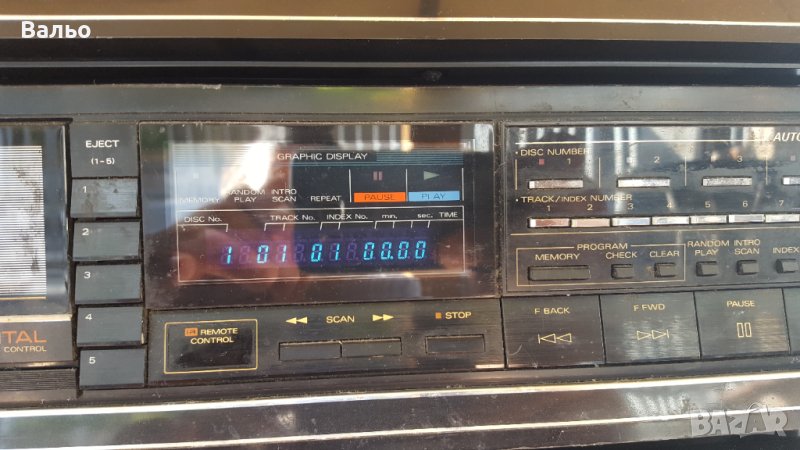 Вальо
EJECT
(1-5)
1
2
3
4
5
GRAPHIC DISPLAY
MEMORY
RANDOM PLAY
INTRO SCAN
REPEAT
PAUSE
PLAY
DISC No.
TRACK No.
INDEX No.
min.
sec.
TIME
1 01 01 00.00
REMOTE CONTROL
SCAN
STOP
AUTO
DISC NUMBER
1 2 3
TRACK/INDEX NUMBER
1 2 3 4 5 6 7
PROGRAM
MEMORY
CHECK
CLEAR
RANDOM PLAY
INTRO SCAN
INDEX
F BACK
F FWD
PAUSE
ITAL
CONTROL
BAZAR